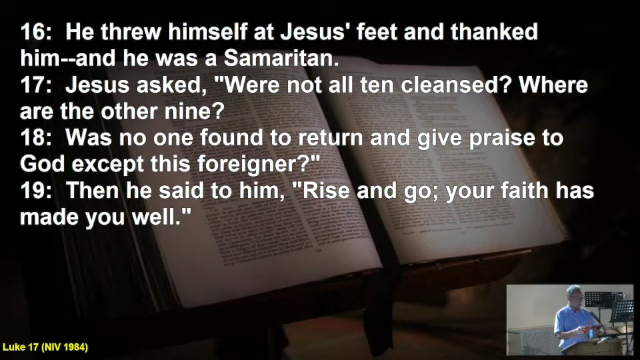 16:  He threw himself at Jesus' feet and thanked
him--and he was a Samaritan.
17:  Jesus asked, "Were not all ten cleansed? Where
are the other nine?
18:  Was no one found to return and give praise to
God except this foreigner?"
19:  Then he said to him, "Rise and go; your faith has
made you well."
Luke 17 (NIV 1984)